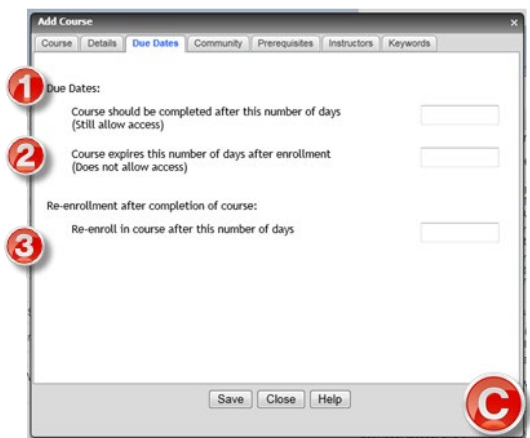 Add Course x
Course Details Due Dates Community Prerequisites Instructors Keywords
1 Due Dates:
Course should be completed after this number of days
(Still allow access)
2 Course expires this number of days after enrollment
(Does not allow access)
Re-enrollment after completion of course:
3 Re-enroll in course after this number of days
Save Close Help
C